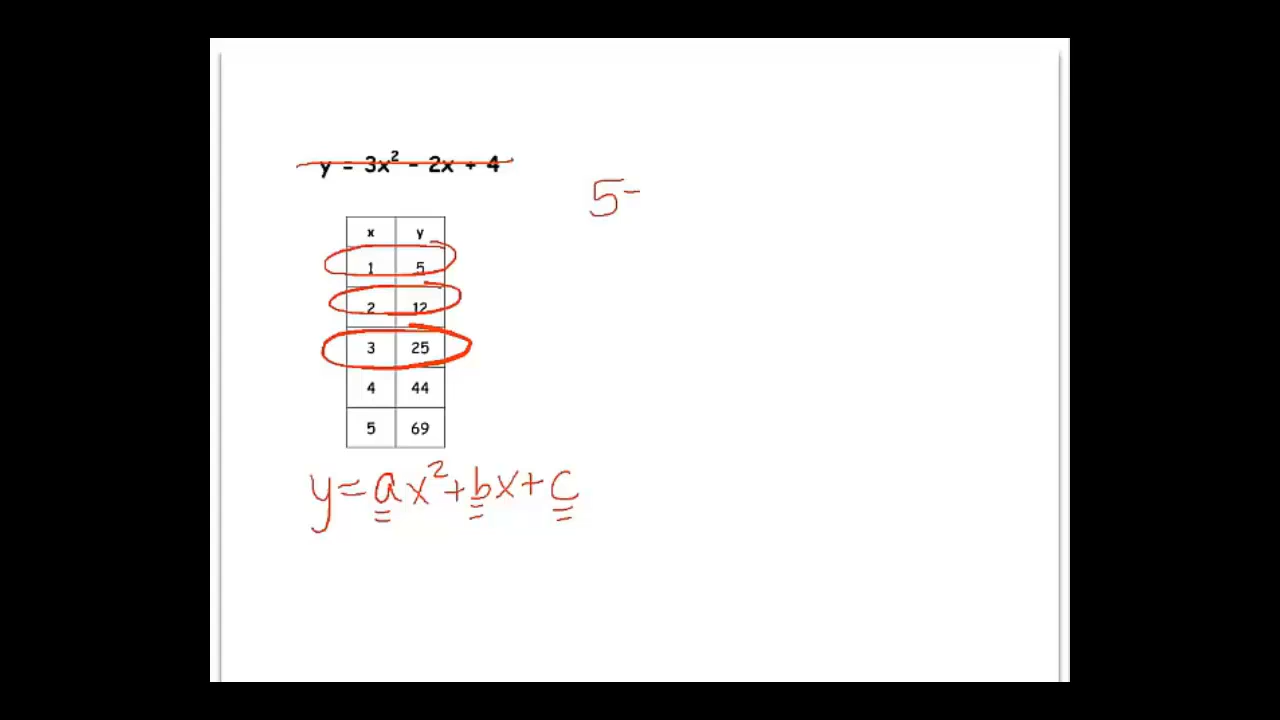 y = 3x² - 2x + 4
5-
x y
1 5
2 12
3 25
4 44
5 69
y=ax²+bx+c